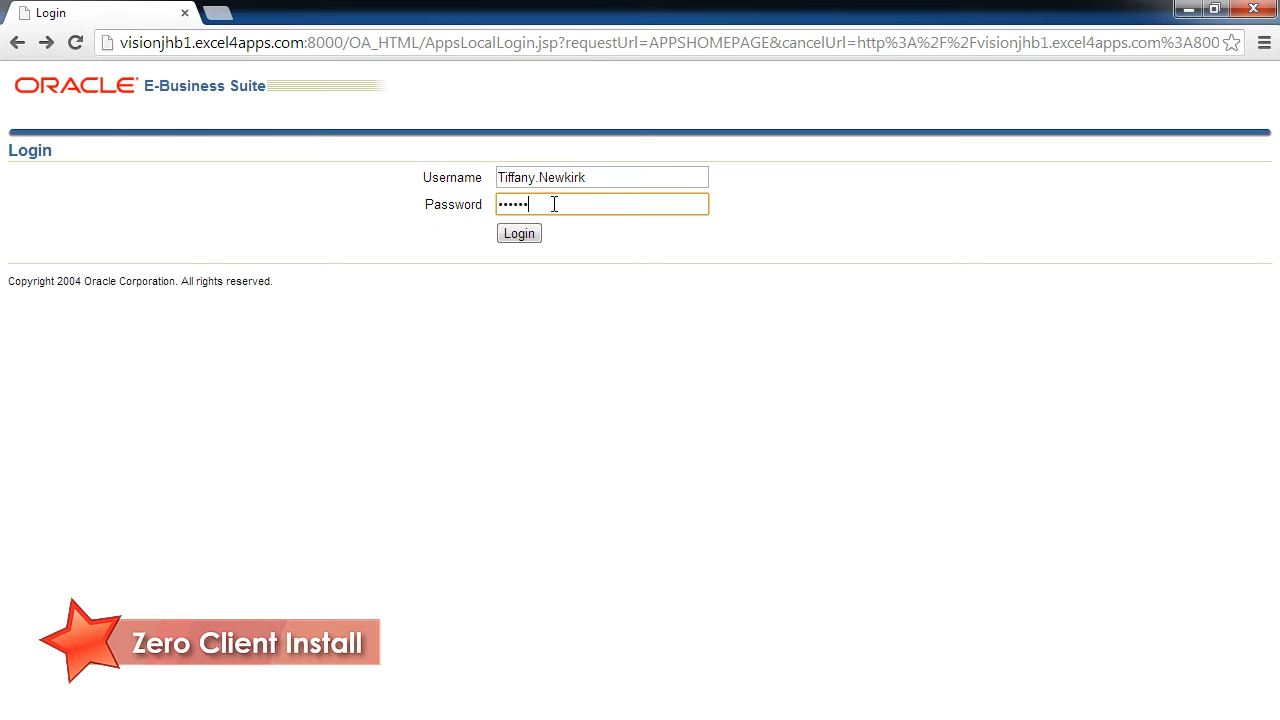 Login
visionjhb1.excel4apps.com:8000/OA_HTML/AppsLocalLogin.jsp?requestUrl=APPSHOMEPAGE&cancelUrl=http%3A%2F%2Fvisionjhb1.excel4apps.com%3A800
ORACLE® E-Business Suite
Login
Username Tiffany.Newkirk
Password ••••••
Login
Copyright 2004 Oracle Corporation. All rights reserved.
Zero Client Install